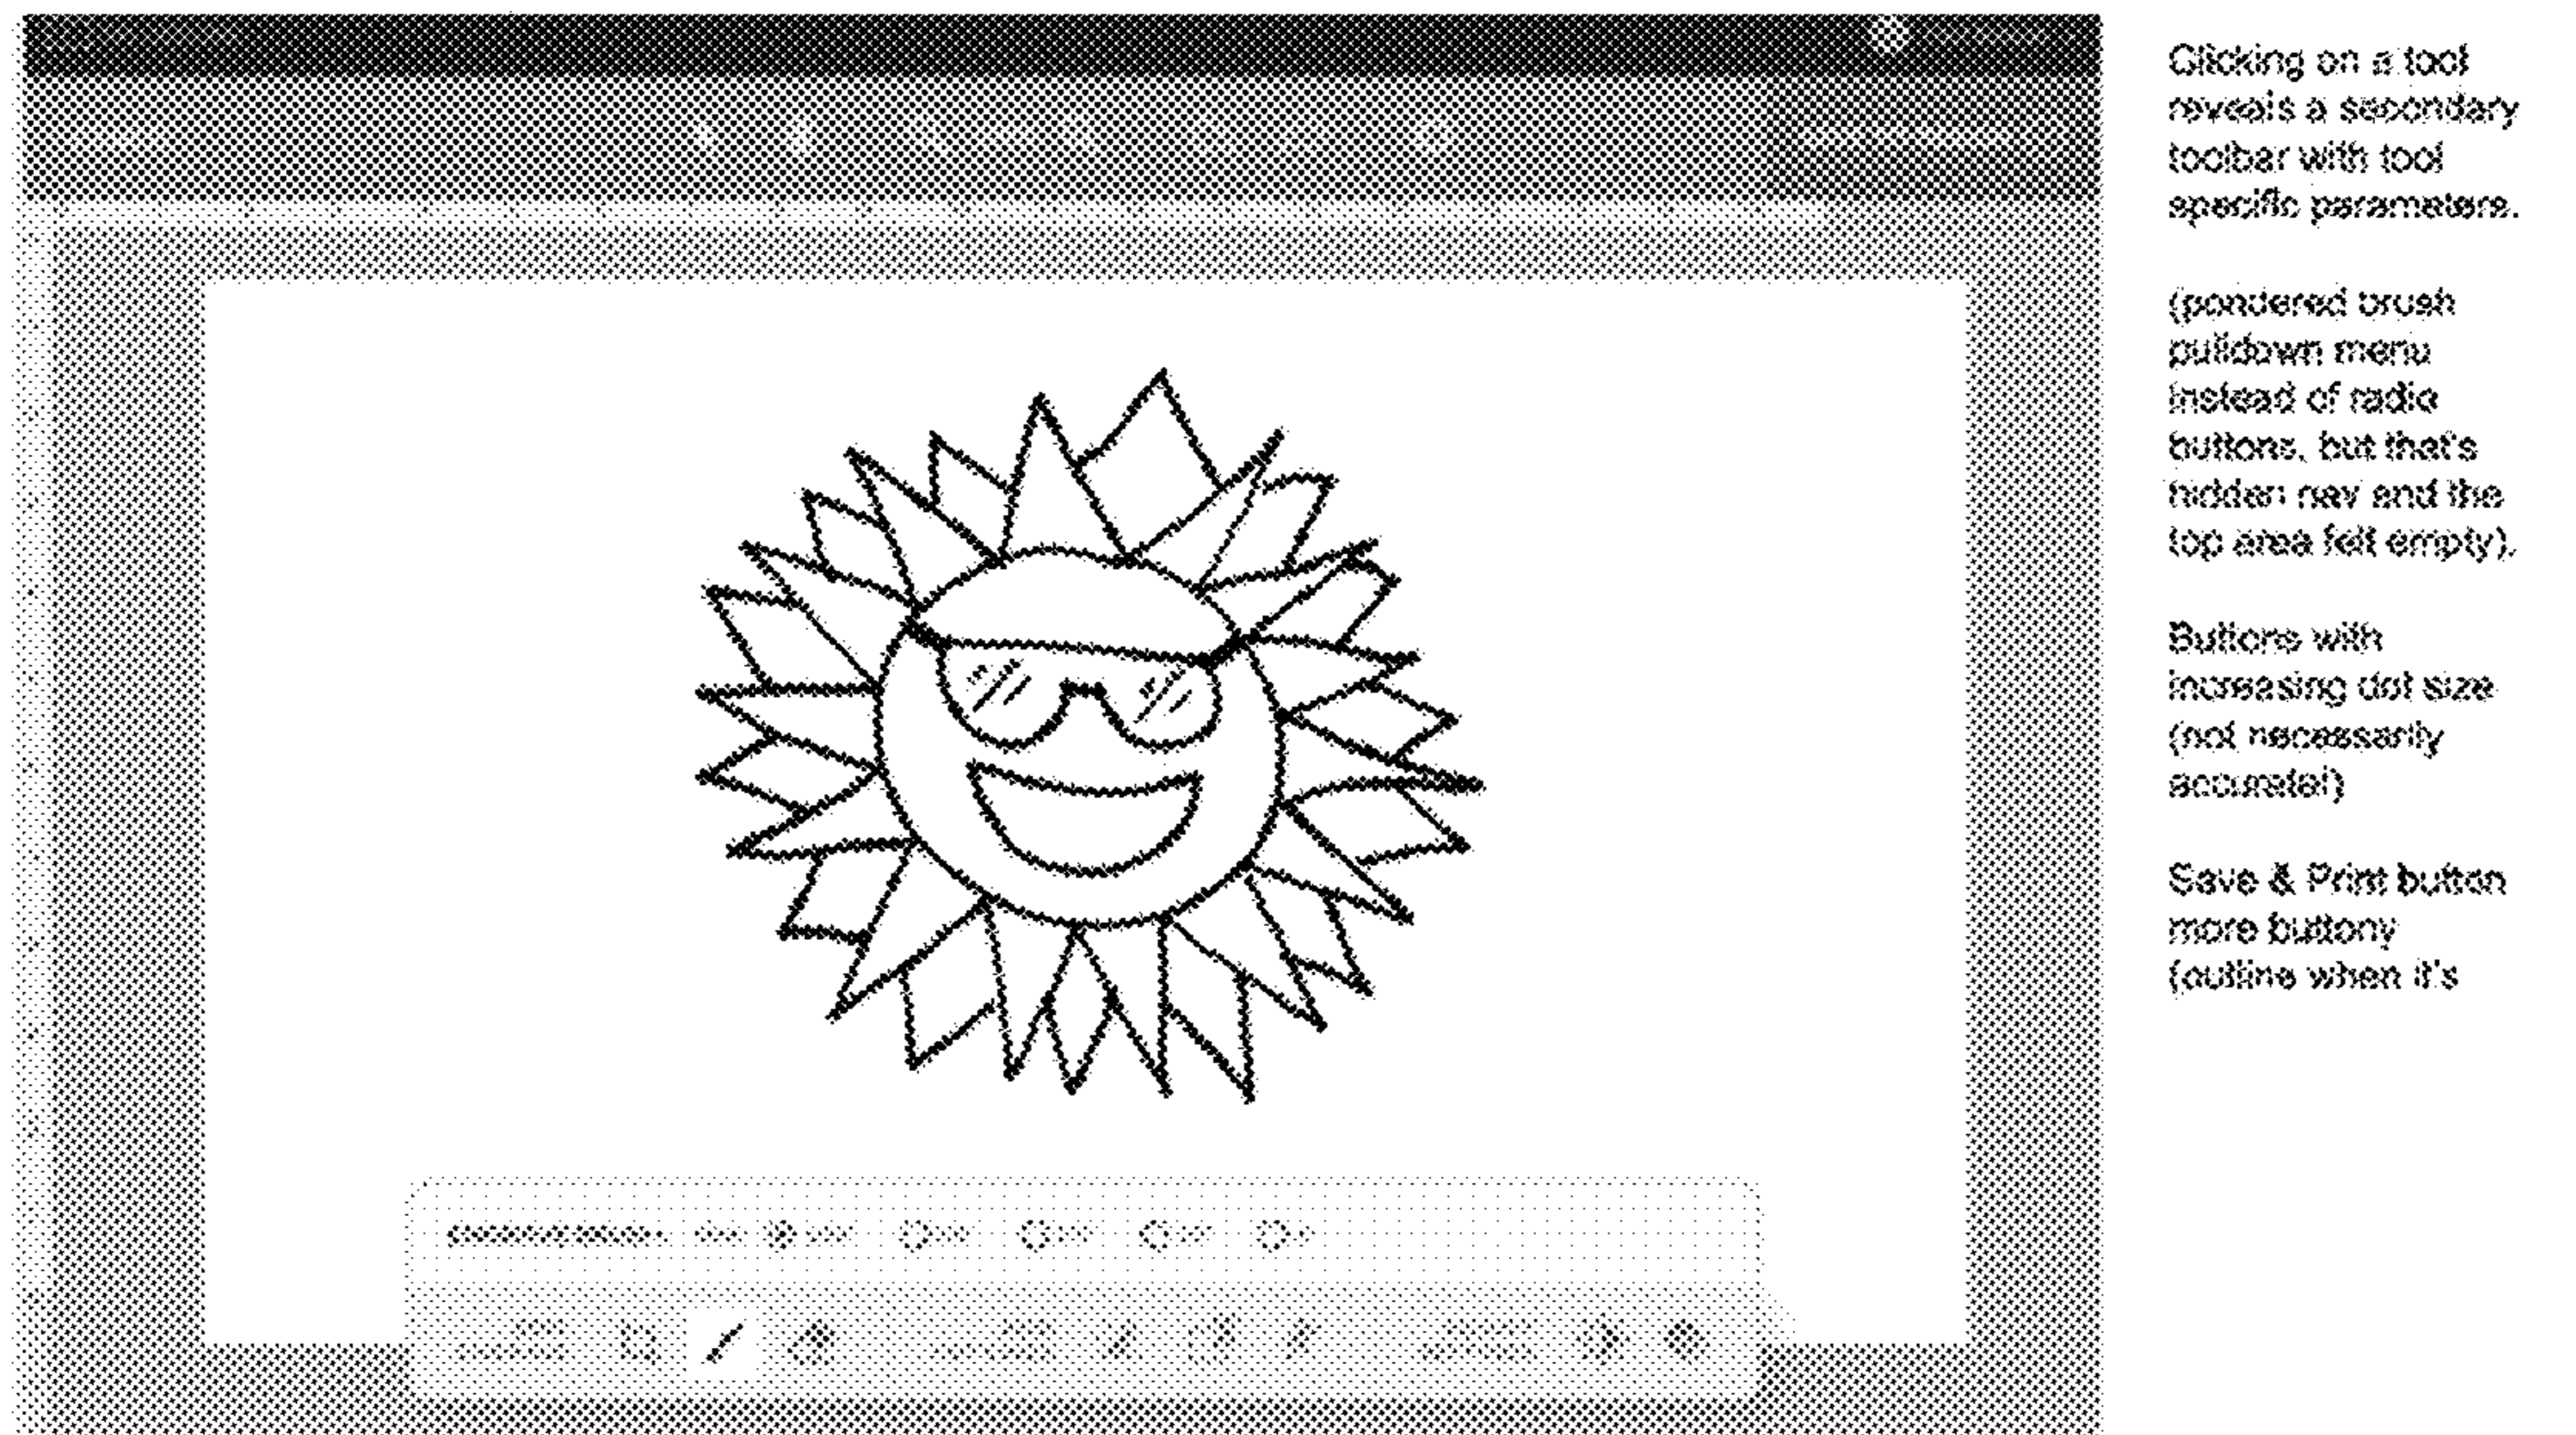 Clicking on a tool
reveals a secondary
toolbar with tool
specific parameters.
(pondered brush
pulldown menu
instead of radio
buttons, but that's
hidden nav and the
top area felt empty).
Buttons with
increasing dot size
(not necessarily
accurate!)
Save & Print button
more buttony
(outline when it's